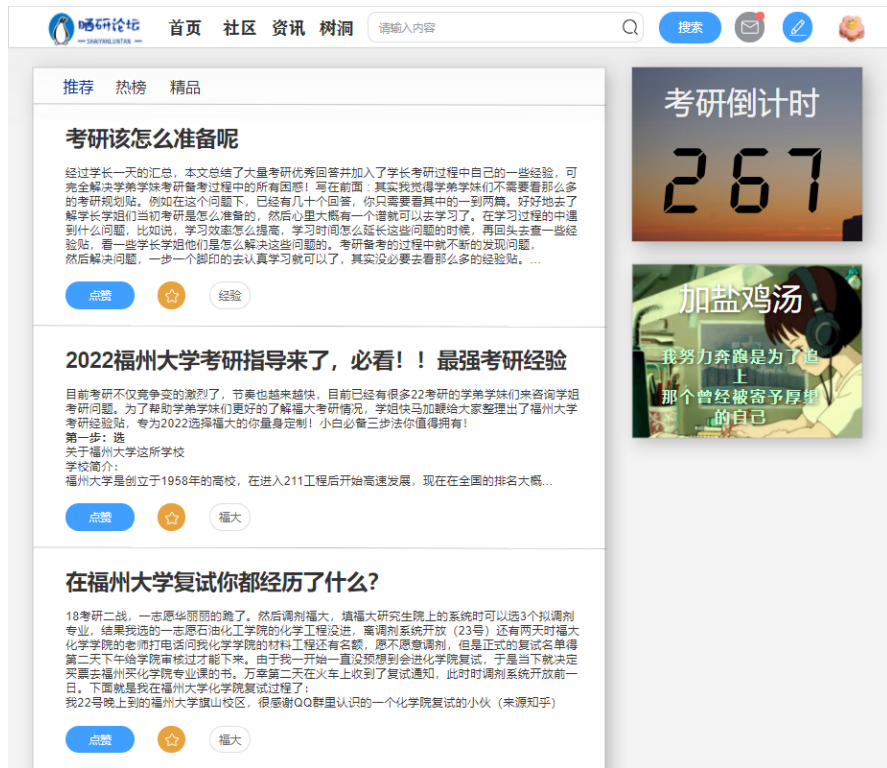 晒研论坛
SHAIYANLUNTAN
首页 社区 资讯 树洞
请输入内容
搜索
推荐 热榜 精品
考研该怎么准备呢
经过学长一天的汇总，本文总结了大量考研优秀回答并加入了学长考研过程中自己的一些经验，可
完全解决学弟学妹考研备考过程中的所有困惑！写在前面：其实我觉得学弟学妹们不需要看那么多
的考研规划贴。例如在这个问题下，已经有几十个回答，你只需要看其中的一到两篇。好好地去了
解学长学姐们当初考研是怎么准备的，然后心里大概有一个谱就可以去学习了。在学习过程的中遇
到什么问题，比如说，学习效率怎么提高，学习时间怎么延长这些问题的时候，再回头去查一些经
验贴，看一些学长学姐他们是怎么解决这些问题的。考研备考的过程中就不断的发现问题，
然后解决问题，一步一个脚印的去认真学习就可以了，其实没必要去看那么多的经验贴。...
点赞 经验
2022福州大学考研指导来了，必看！！最强考研经验
目前考研不仅竞争变的激烈了，节奏也越来越快，目前已经有很多22考研的学弟学妹们来咨询学姐
考研问题。为了帮助学弟学妹们更好的了解福大考研情况，学姐快马加鞭给大家整理出了福州大学
考研经验贴，专为2022选择福大的你量身定制！小白必备三步法你值得拥有！
第一步：选
关于福州大学这所学校
学校简介：
福州大学是创立于1958年的高校，在进入211工程后开始高速发展，现在在全国的排名大概...
点赞 福大
在福州大学复试你都经历了什么？
18考研二战，一志愿华丽丽的跪了。然后调剂福大，填福大研究生院上的系统时可以选3个拟调剂
专业，结果我选的一志愿石油化工学院的化学工程没进，离调剂系统开放（23号）还有两天时福大
化学学院的老师打电话问我化学学院的材料工程还有名额，愿不愿意调剂，但是正式的复试名单得
第二天下午给学院审核过才能下来。由于我一开始一直没预想到会进化学院复试，于是当下就决定
买票去福州买化学院专业课的书。万幸第二天在火车上收到了复试通知，此时时调剂系统开放前一
日。下面就是我在福州大学化学院复试过程了：
我22号晚上到的福州大学旗山校区，很感谢QQ群里认识的一个化学院复试的小伙（来源知乎）
点赞 福大
考研倒计时
267
加盐鸡汤
我努力奔跑是为了追
上
那个曾经被寄予厚望
的自己